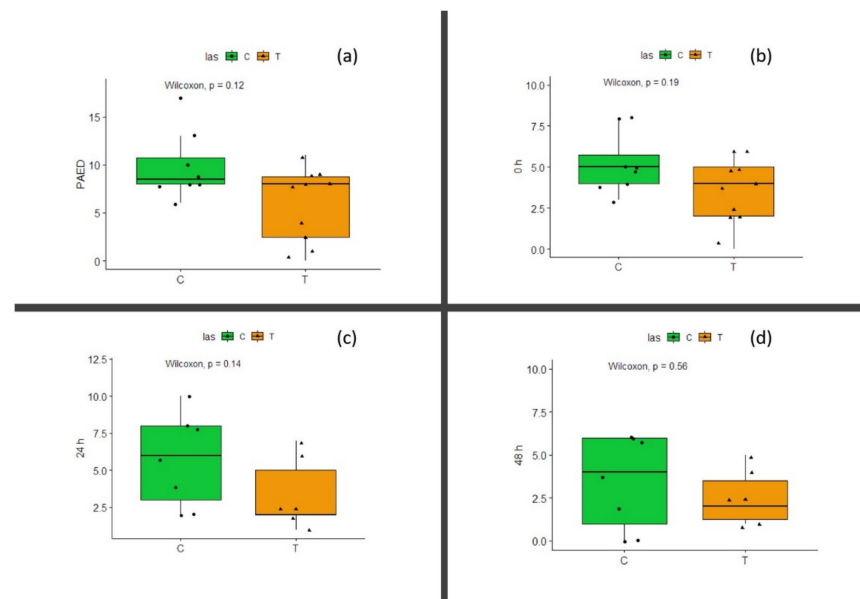 las C T (a)
Wilcoxon, p = 0.12
15
10
5
0
PAED
C T
las C T (b)
10.0
Wilcoxon, p = 0.19
7.5
5.0
2.5
0.0
0 h
C T
las C T (c)
12.5
Wilcoxon, p = 0.14
10.0
7.5
5.0
2.5
24 h
C T
las C T (d)
Wilcoxon, p = 0.56
10.0
7.5
5.0
2.5
0.0
48 h
C T